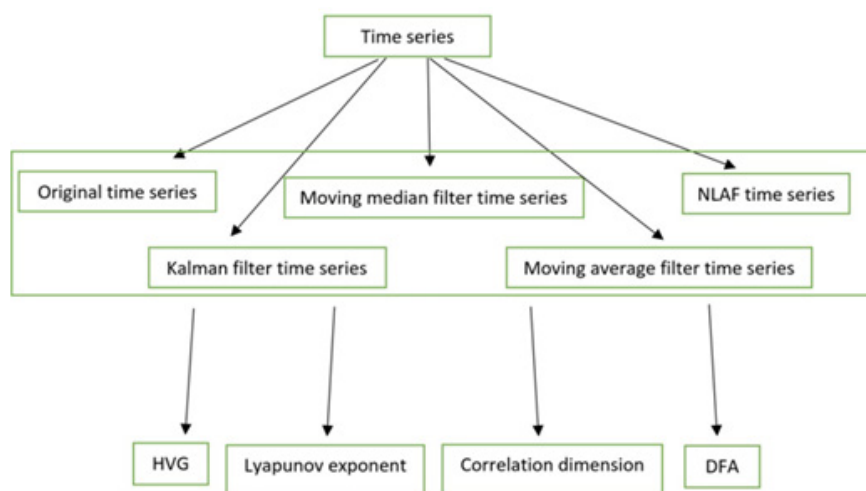 Time series
Original time series
Moving median filter time series
NLAF time series
Kalman filter time series
Moving average filter time series
HVG
Lyapunov exponent
Correlation dimension
DFA